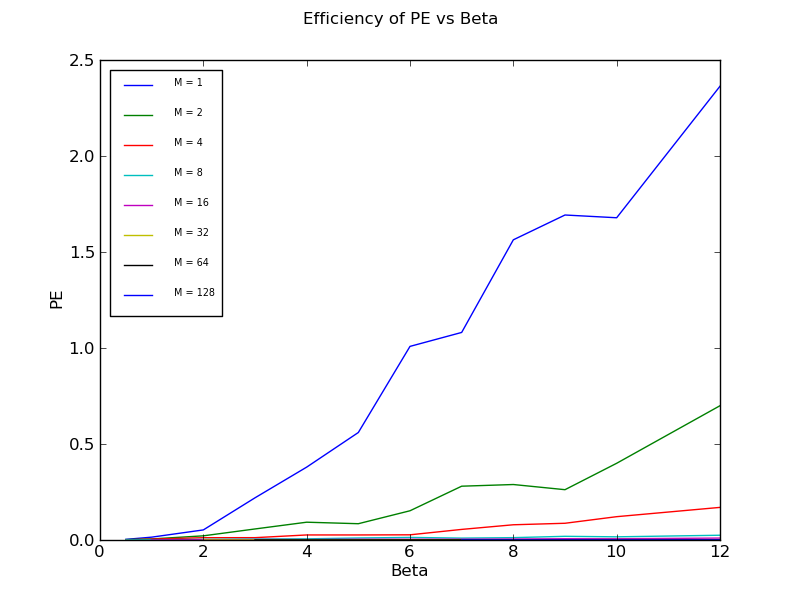 Efficiency of PE vs Beta
2.5
2.0
1.5
1.0
0.5
0.0
PE
M = 1
M = 2
M = 4
M = 8
M = 16
M = 32
M = 64
M = 128
0 2 4 6 8 10 12
Beta